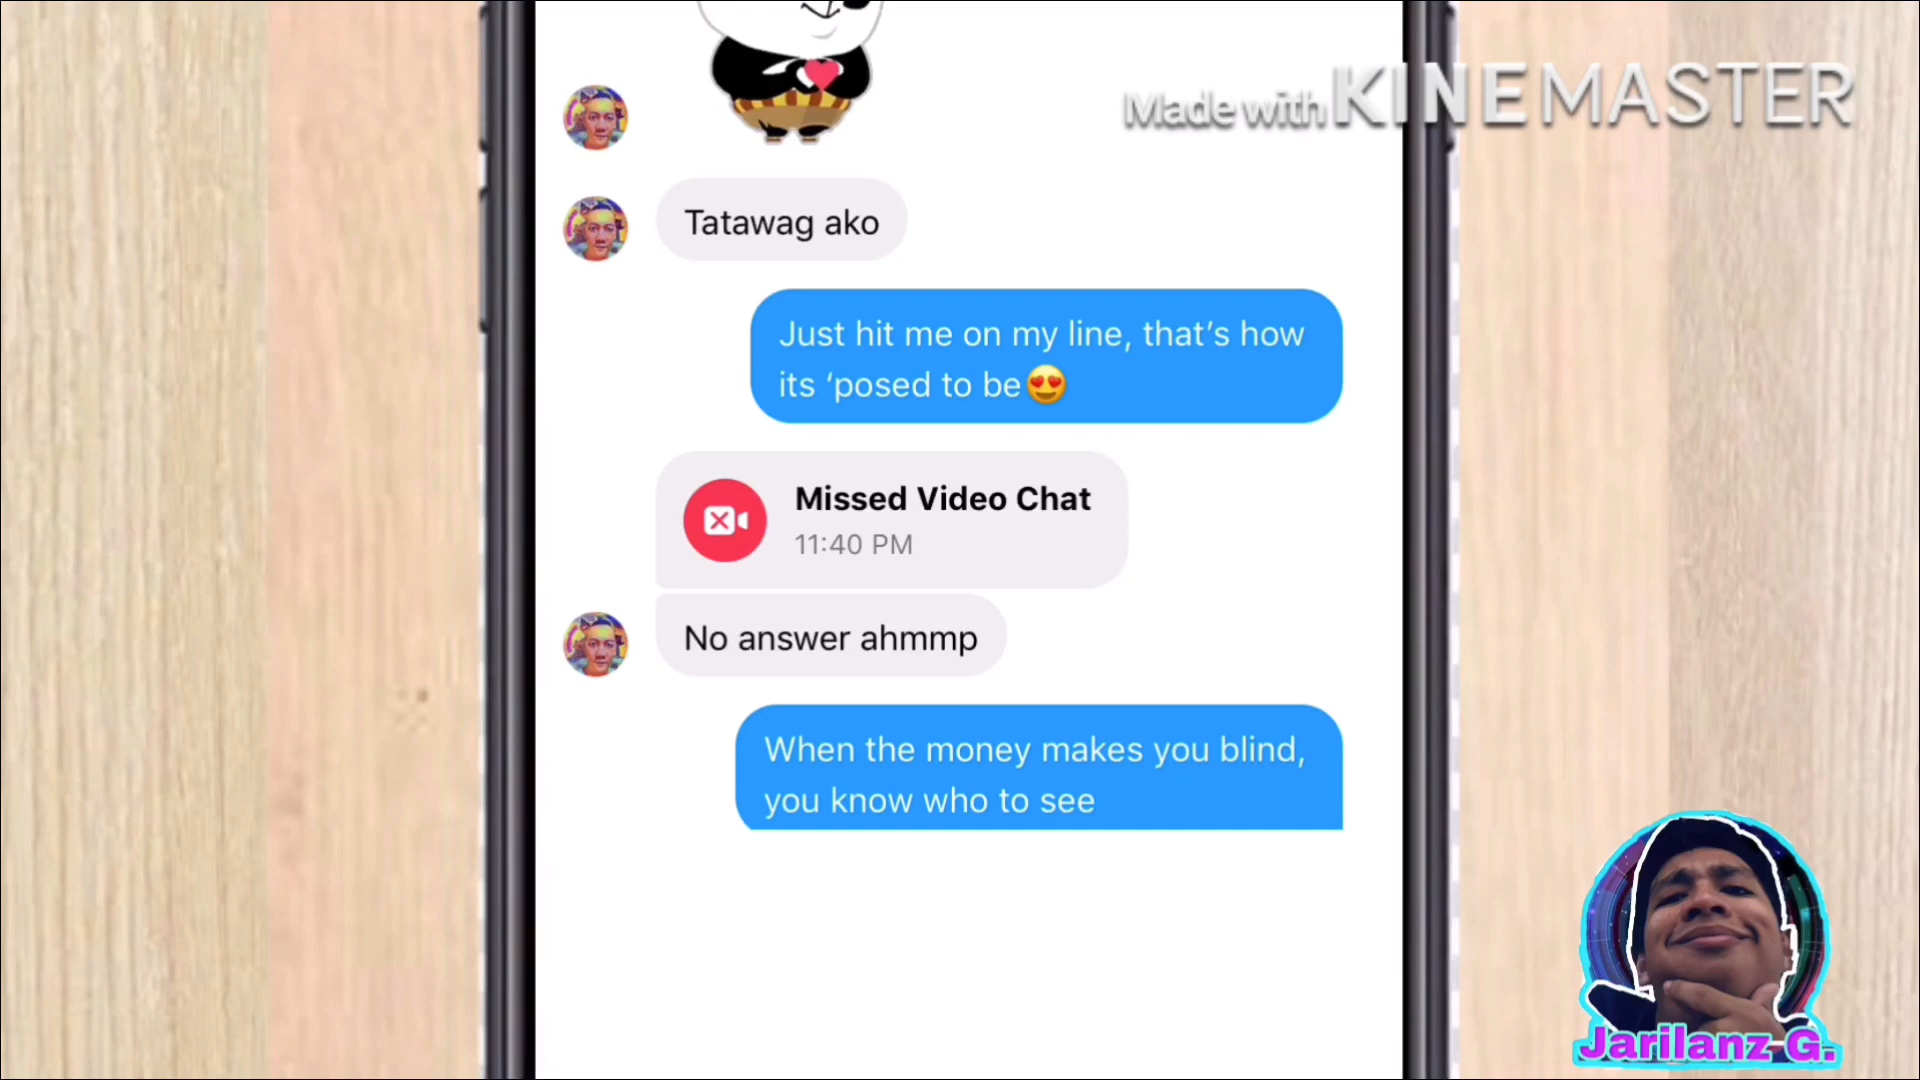 Made with KINEMASTER
Tatawag ako
Just hit me on my line, that’s how
its ‘posed to be😍
Missed Video Chat
11:40 PM
No answer ahmmp
When the money makes you blind,
you know who to see
Jarilanz G.